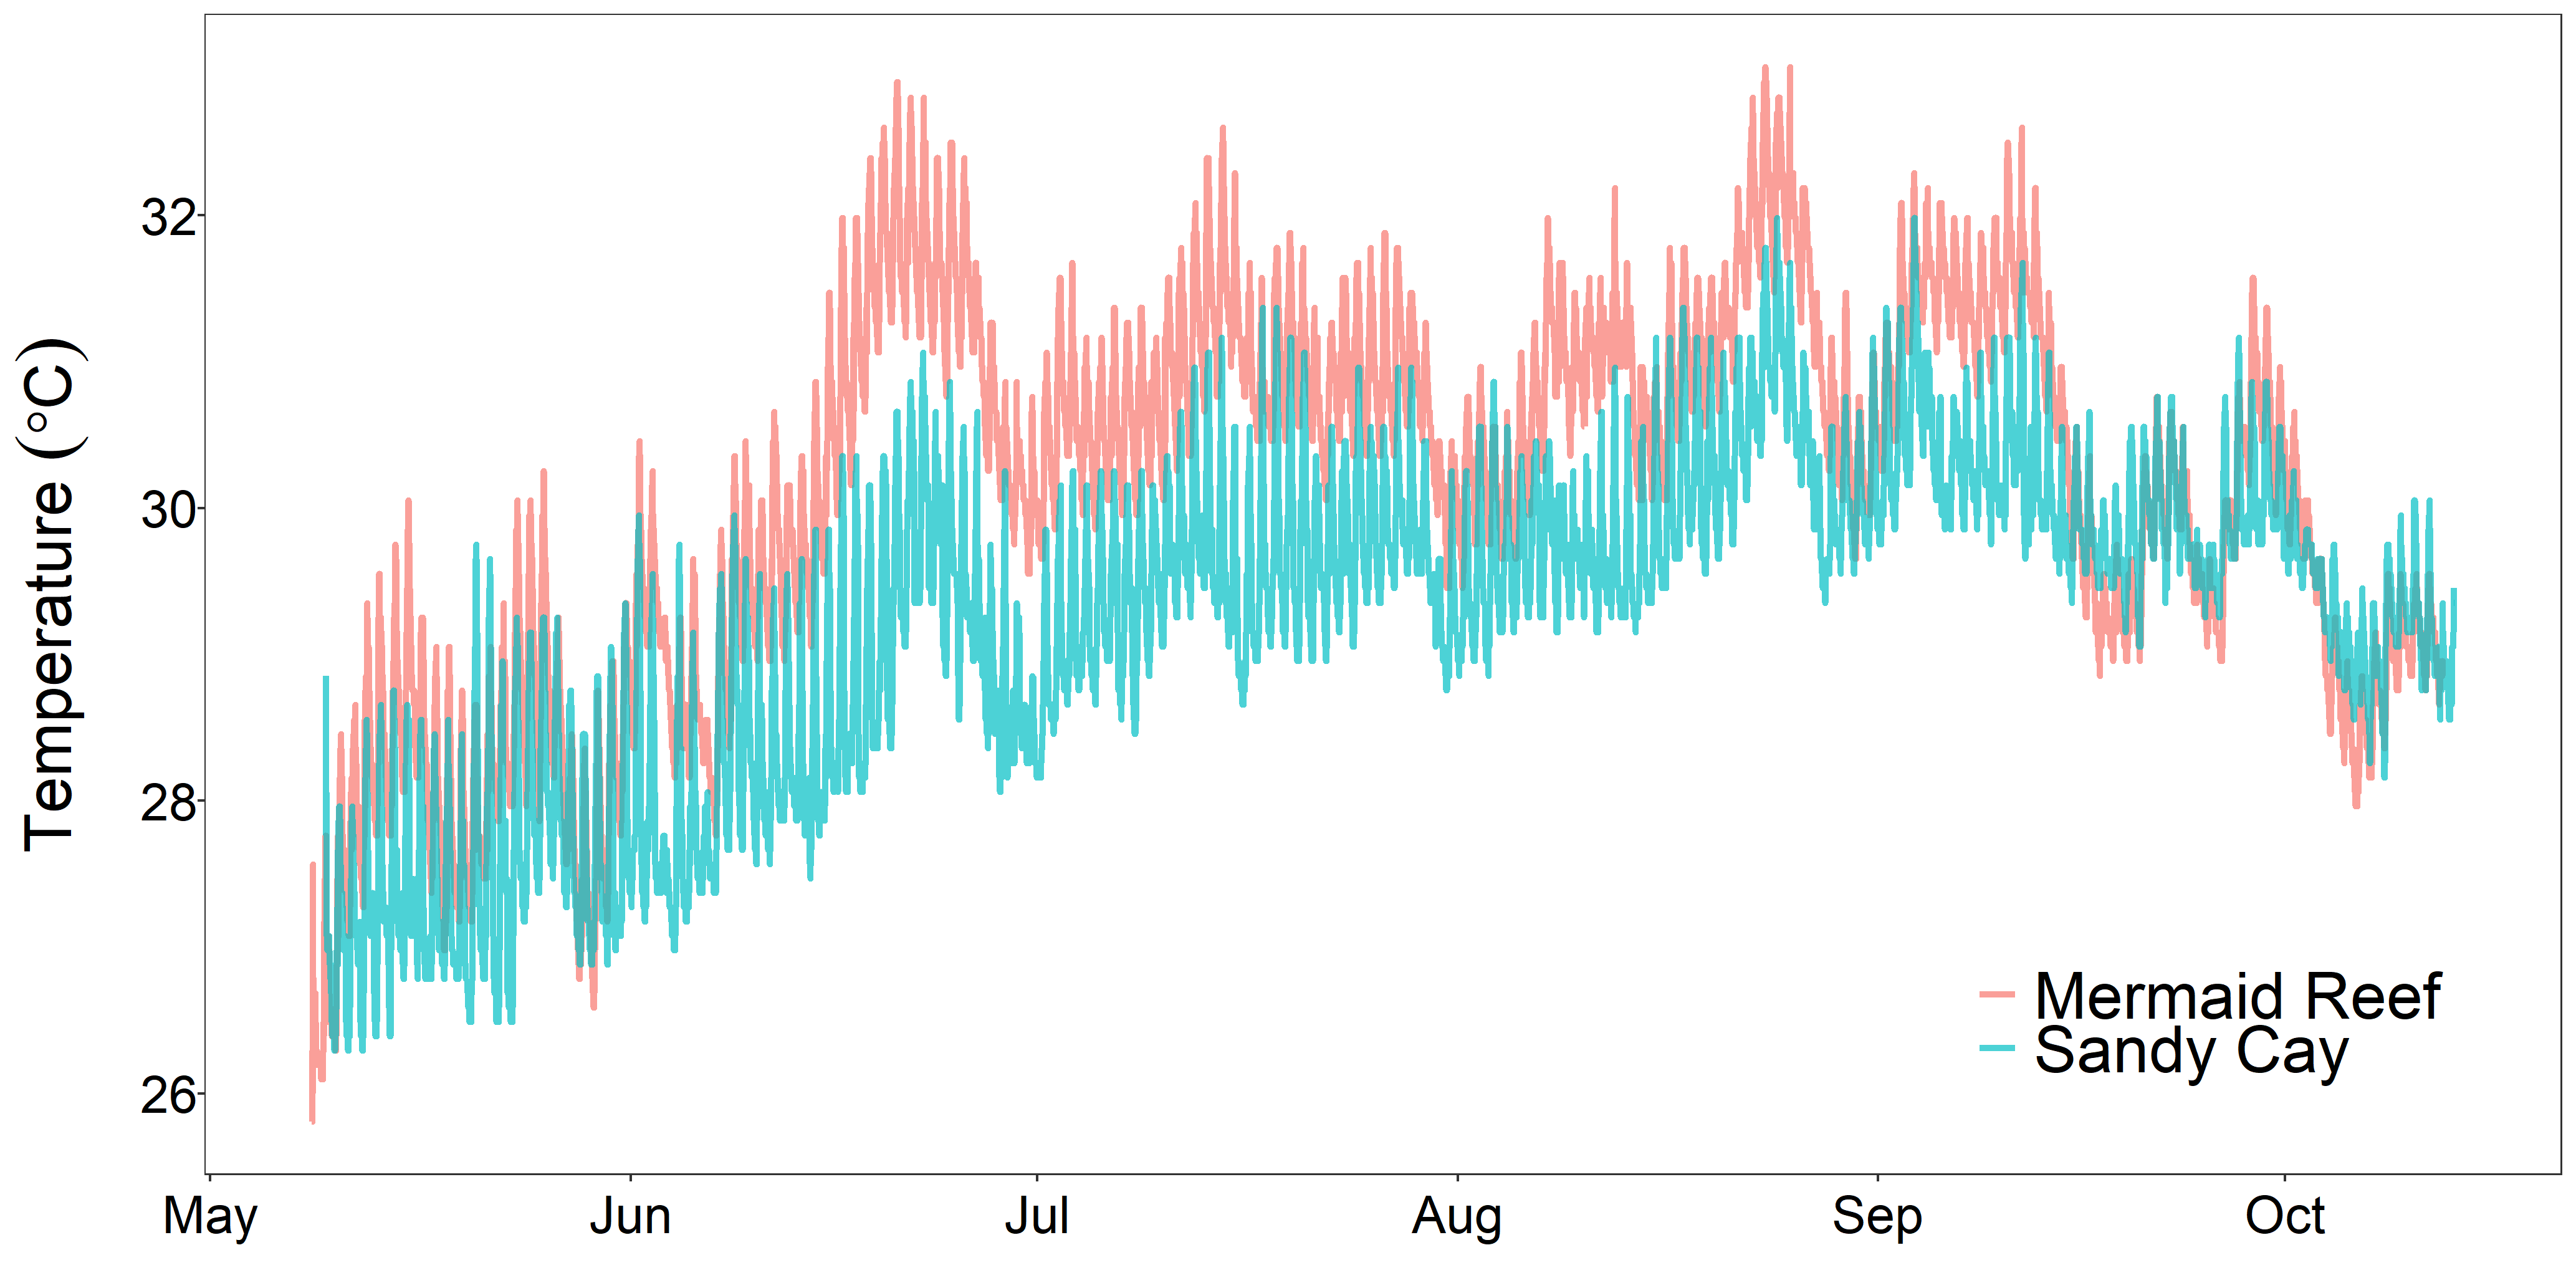 Temperature (°C)
32
30
28
26
May Jun Jul Aug Sep Oct
Mermaid Reef
Sandy Cay